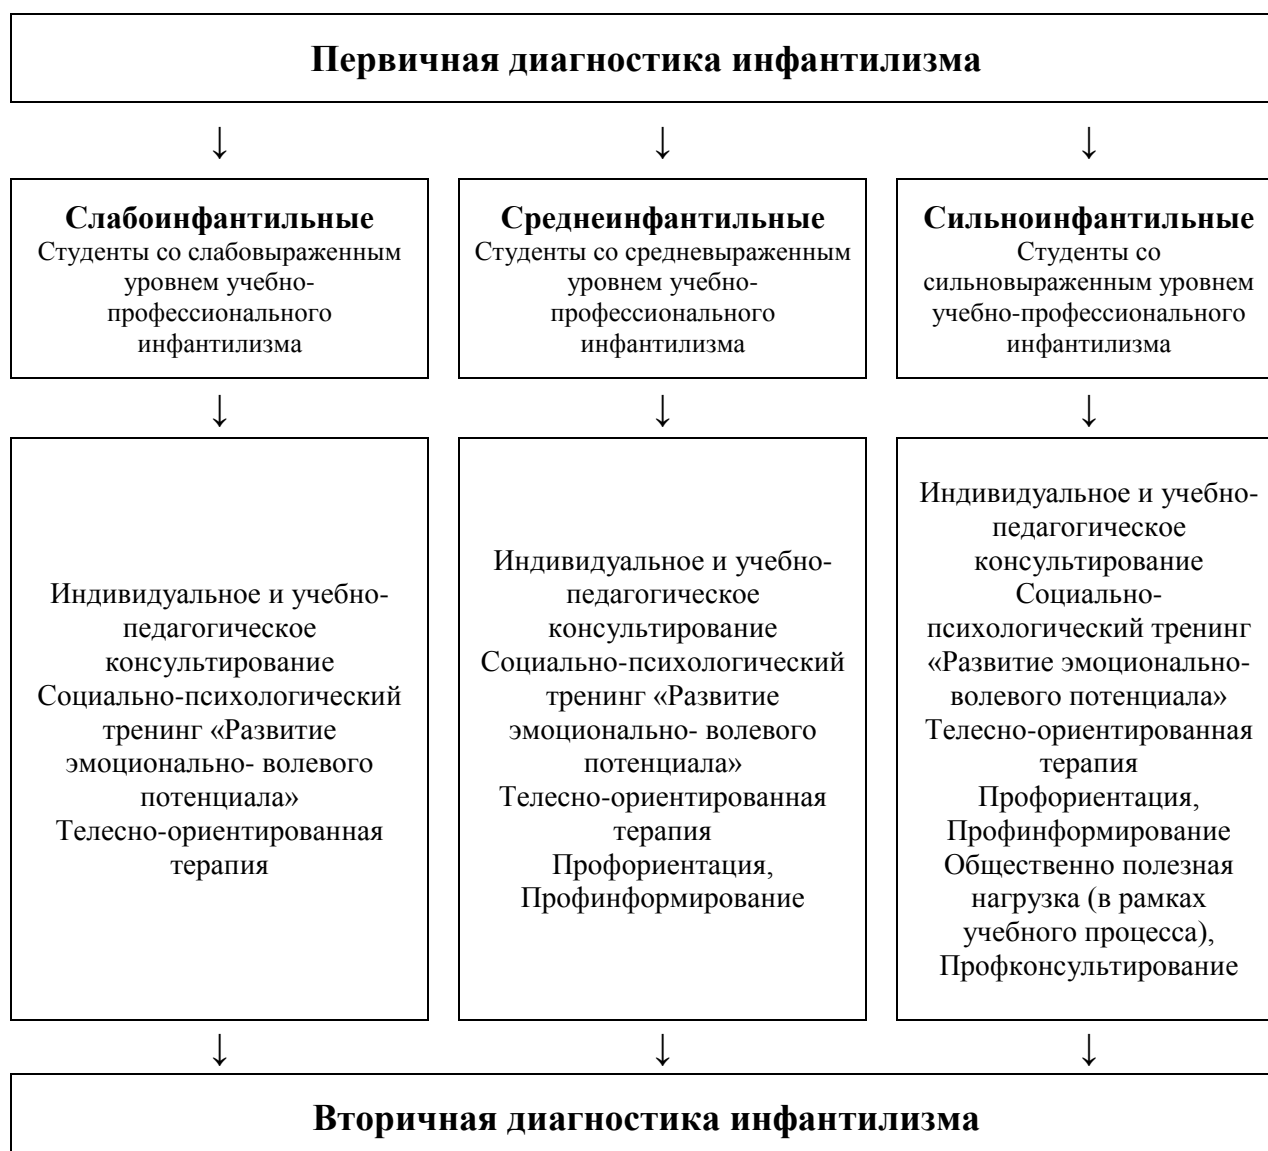 Первичная диагностика инфантилизма
↓ ↓ ↓
Слабоинфантильные
Студенты со слабовыраженным
уровнем учебно-
профессионального
инфантилизма
Среднеинфантильные
Студенты со средневыраженным
уровнем учебно-
профессионального
инфантилизма
Сильноинфантильные
Студенты со
сильновыраженным уровнем
учебно-профессионального
инфантилизма
↓ ↓ ↓
Индивидуальное и учебно-
педагогическое
консультирование
Социально-психологический
тренинг «Развитие
эмоционально- волевого
потенциала»
Телесно-ориентированная
терапия
Индивидуальное и учебно-
педагогическое
консультирование
Социально-психологический
тренинг «Развитие
эмоционально- волевого
потенциала»
Телесно-ориентированная
терапия
Профориентация,
Профинформирование
Индивидуальное и учебно-
педагогическое
консультирование
Социально-
психологический тренинг
«Развитие эмоционально-
волевого потенциала»
Телесно-ориентированная
терапия
Профориентация,
Профинформирование
Общественно полезная
нагрузка (в рамках
учебного процесса),
Профконсультирование
↓ ↓ ↓
Вторичная диагностика инфантилизма